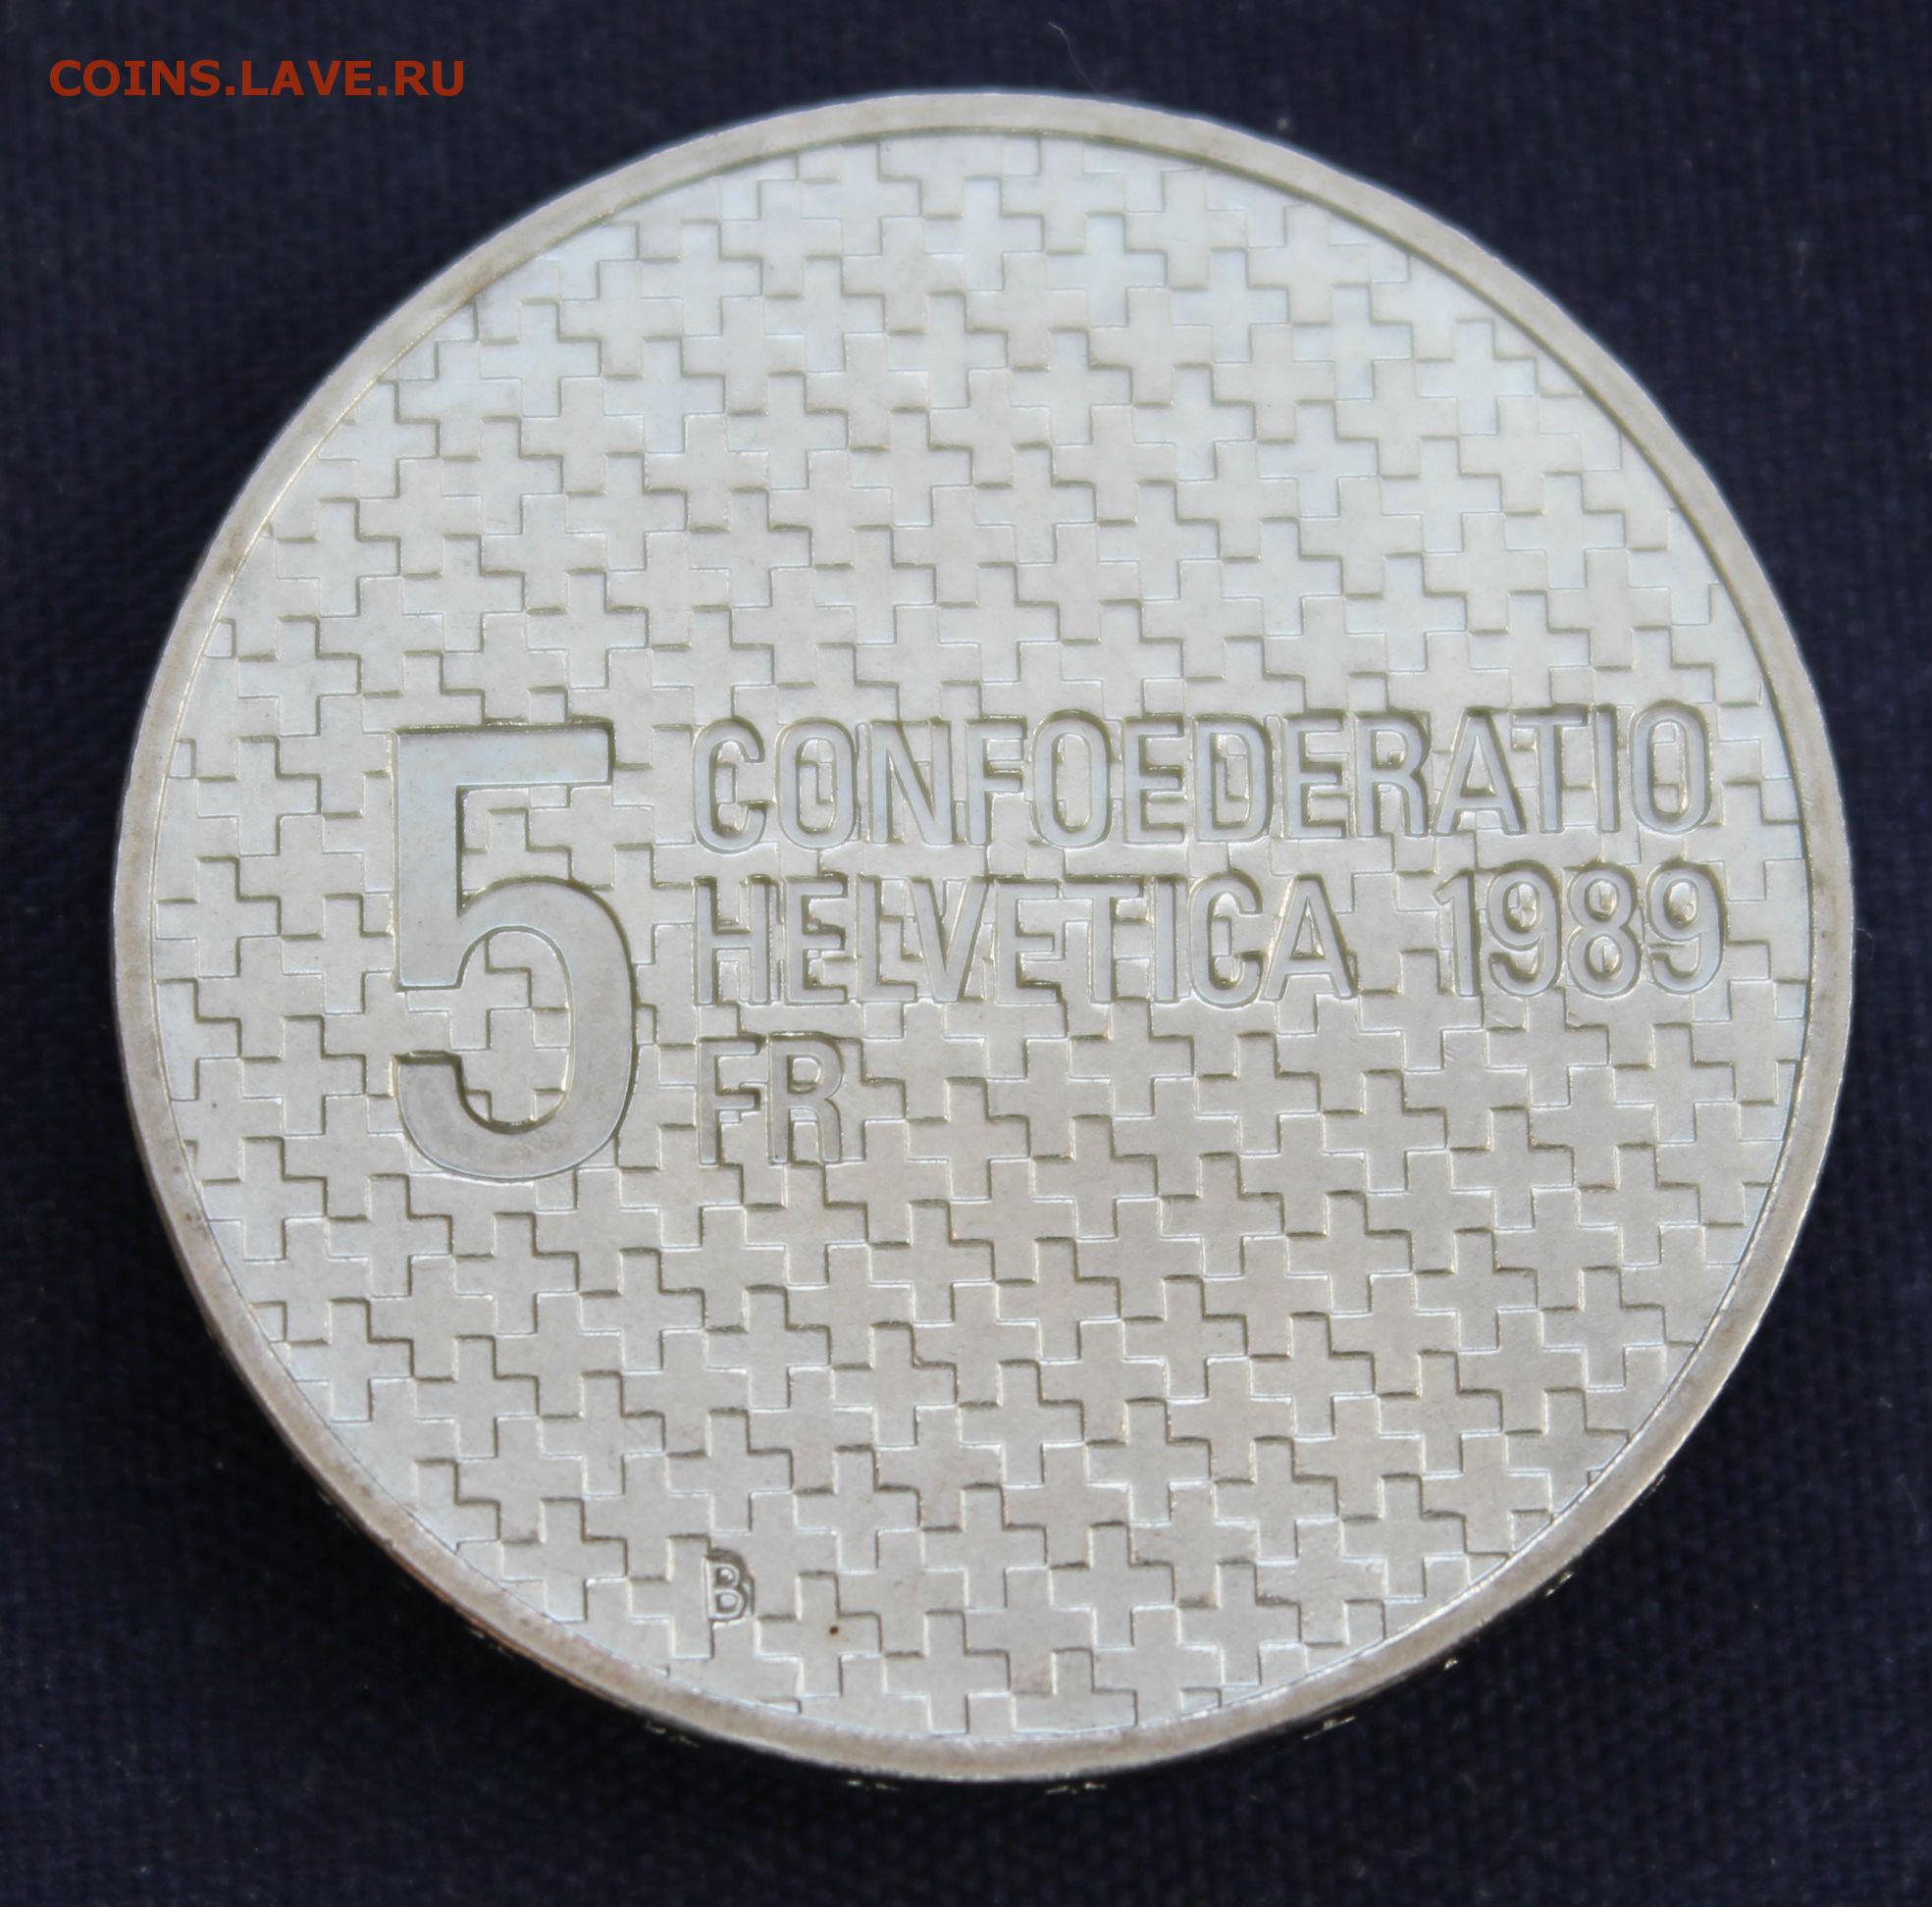 COINS.LAVE.RU
5 CONFOEDERATIO
HELVETICA 1989
FR
B